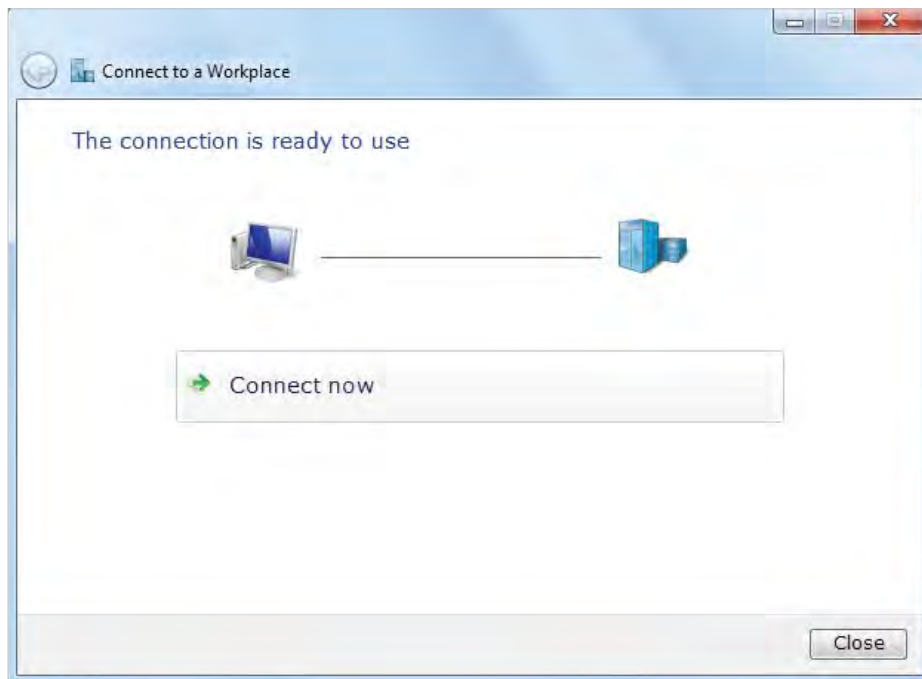 Connect to a Workplace
The connection is ready to use
Connect now
Close